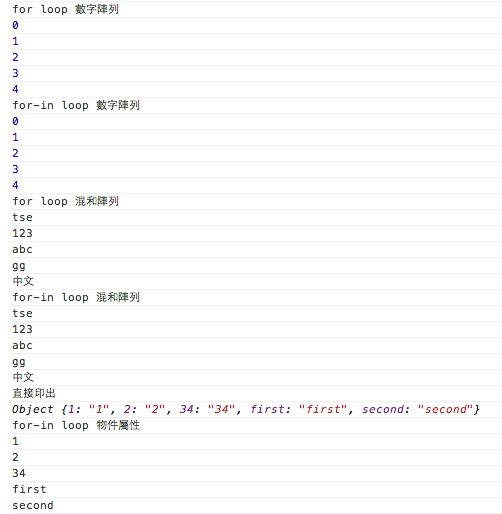 for loop 數字陣列
0
1
2
3
4
for-in loop 數字陣列
0
1
2
3
4
for loop 混和陣列
tse
123
abc
gg
中文
for-in loop 混和陣列
tse
123
abc
gg
中文
直接印出
Object {1: "1", 2: "2", 34: "34", first: "first", second: "second"}
for-in loop 物件屬性
1
2
34
first
second